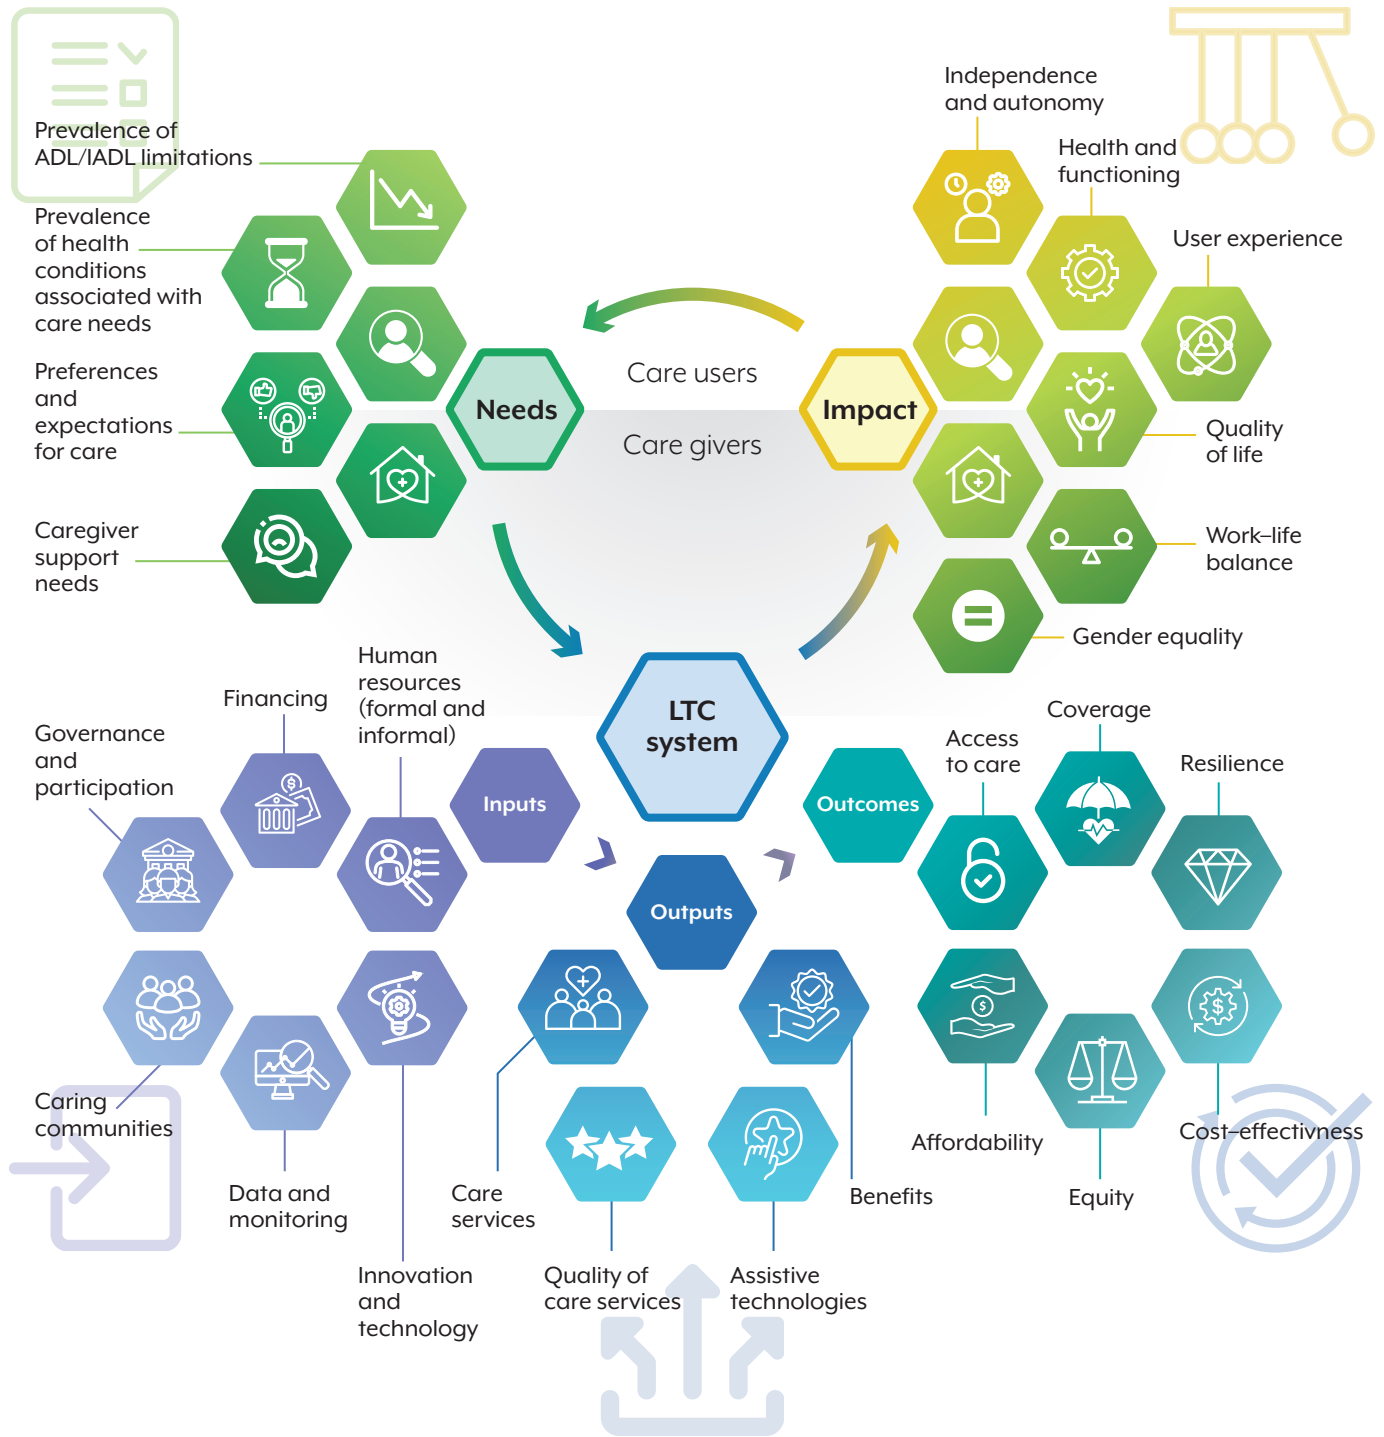 Prevalence of
ADL/IADL limitations
Prevalence
of health
conditions
associated with
care needs
Preferences
and
expectations
for care
Caregiver
support
needs
Needs
Care users
Care givers
Impact
Independence
and autonomy
Health and
functioning
User experience
Quality
of life
Work–life
balance
Gender equality
LTC
system
Governance
and
participation
Financing
Human
resources
(formal and
informal)
Inputs
Caring
communities
Data and
monitoring
Innovation
and
technology
Outputs
Care
services
Quality of
care services
Assistive
technologies
Benefits
Outcomes
Access
to care
Coverage
Resilience
Affordability
Equity
Cost–effectivness